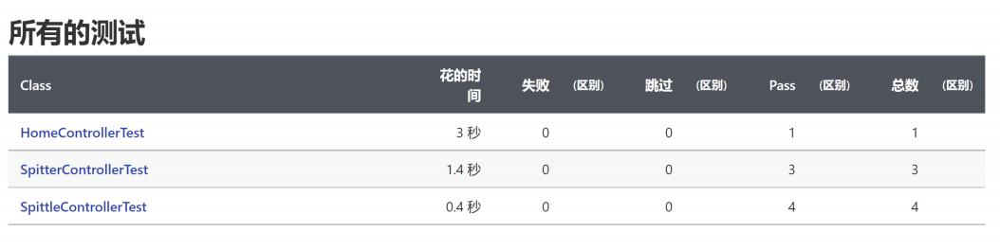 所有的测试
Class 花的时间 失败 (区别) 跳过 (区别) Pass (区别) 总数 (区别)
HomeControllerTest 3 秒 0 0 1 1
SpitterControllerTest 1.4 秒 0 0 3 3
SpittleControllerTest 0.4 秒 0 0 4 4